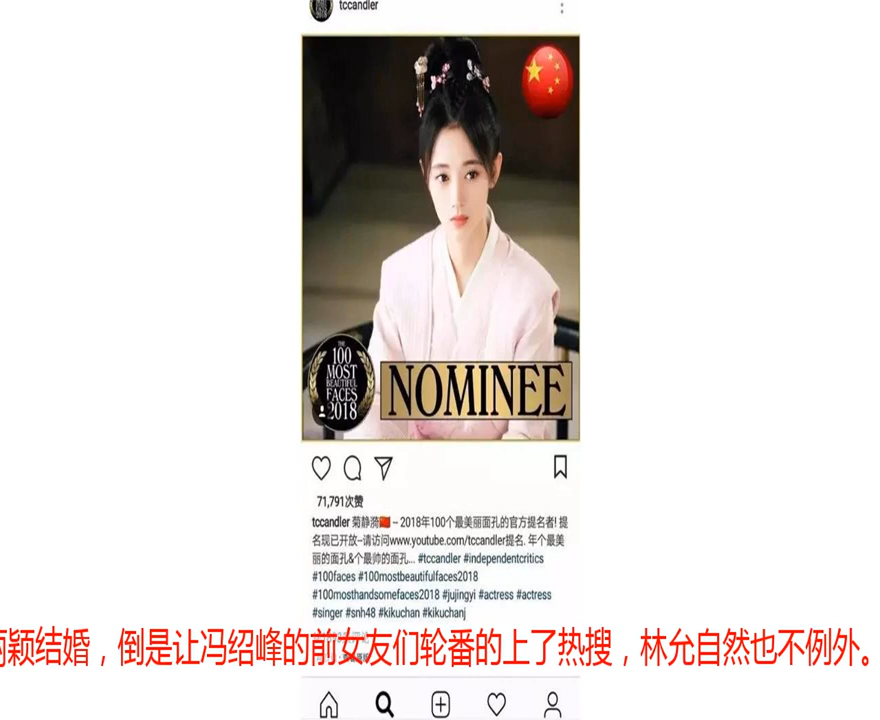 tccandler
THE
100
MOST
BEAUTIFUL
FACES
2018
NOMINEE
71,791次赞
tccandler 菊静漪🇨🇳 – 2018年100个最美丽面孔的官方提名者! 提
名现已开放–请访问www.youtube.com/tccandler提名. 年个最美
丽的面孔&个最帅的面孔... #tccandler #independentcritics
#100faces #100mostbeautifulfaces2018
#100mosthandsomefaces2018 #jujingyi #actress #actress
#singer #snh48 #kikuchan #kikuchanj
颖结婚，倒是让冯绍峰的前女友们轮番的上了热搜，林允自然也不例外。